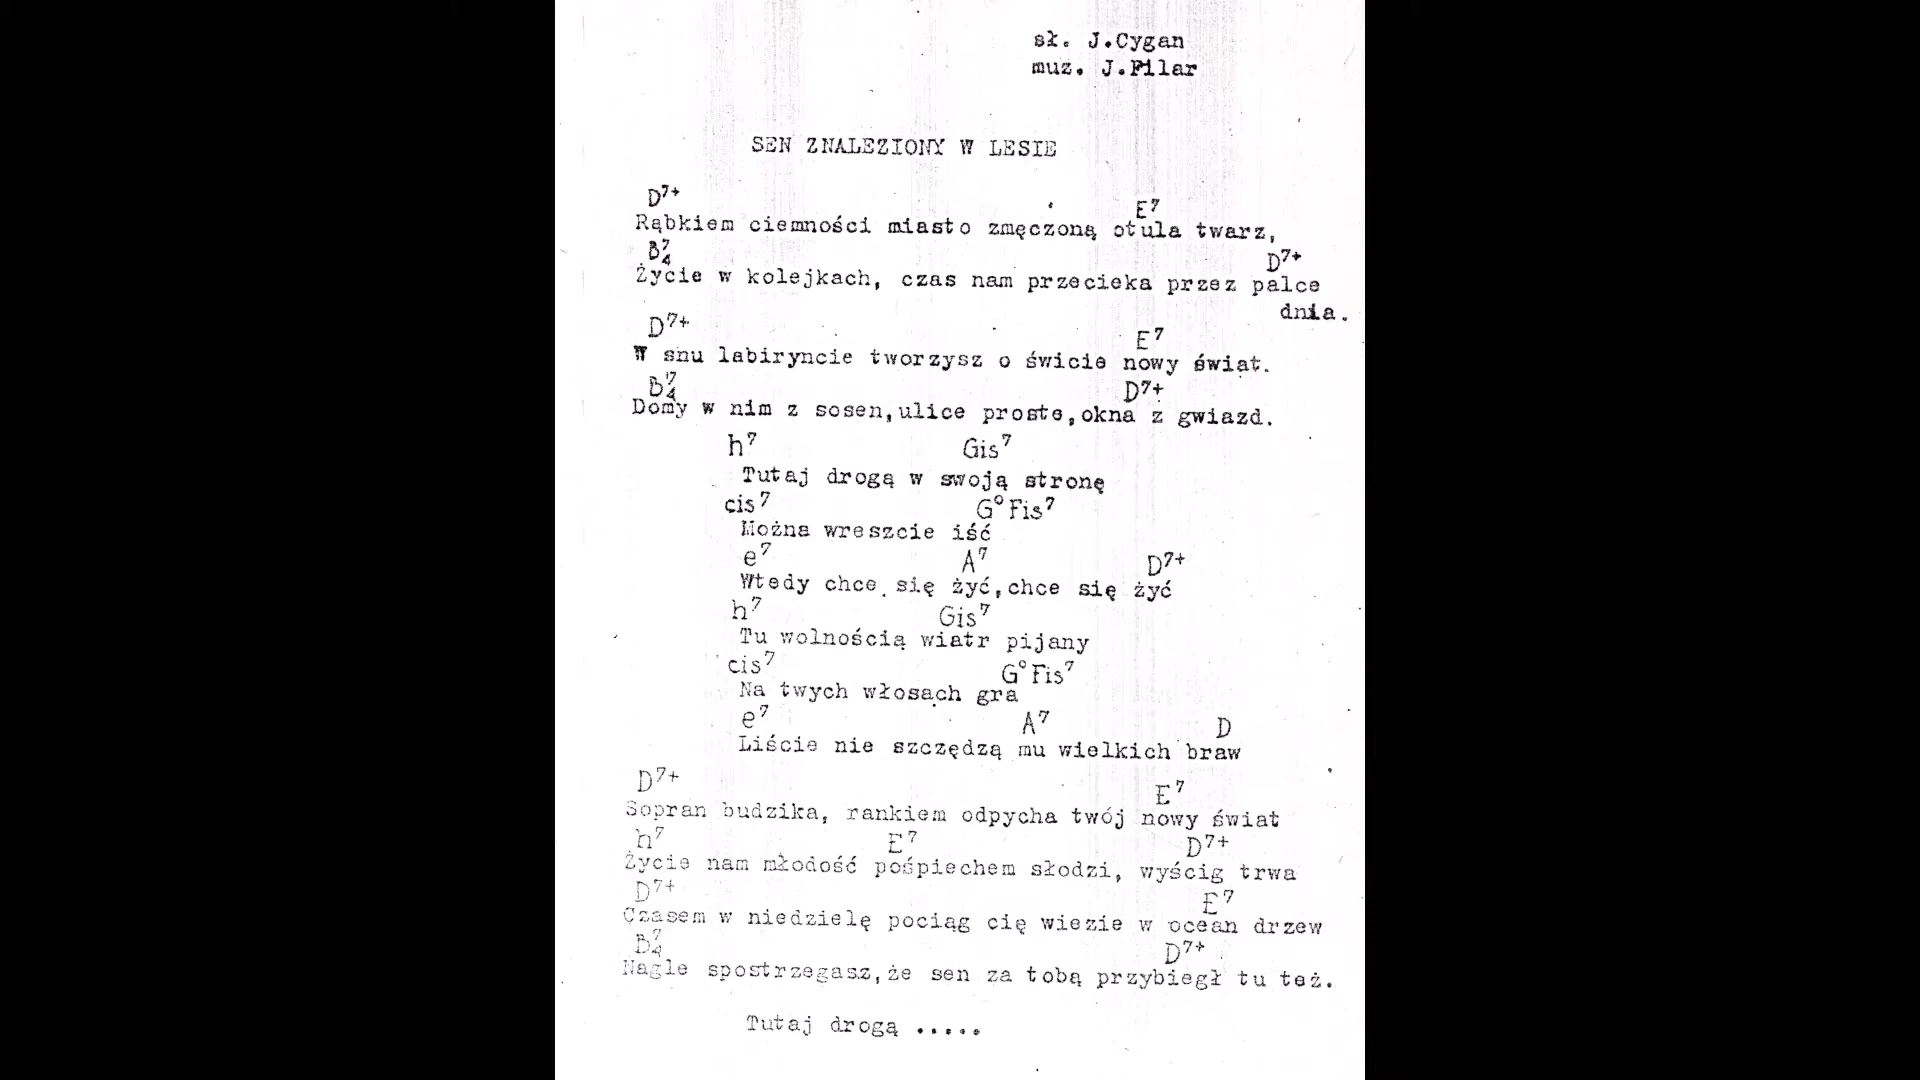 sł. J.Cygan
muz. J.Filar
SEN ZNALEZIONY W LESIE
D7+ E7
Rąbkiem ciemności miasto zmęczoną otula twarz,
B7/4 D7+
Życie w kolejkach, czas nam przecieka przez palce
dnia.
D7+ E7
W snu labiryncie tworzysz o świcie nowy świat.
B7/4 D7+
Domy w nim z sosen,ulice proste,okna z gwiazd.
h7 Gis7
Tutaj drogą w swoją stronę
cis7 G° Fis7
Można wreszcie iść
e7 A7 D7+
Wtedy chce się żyć,chce się żyć
h7 Gis7
Tu wolnością wiatr pijany
cis7 G° Fis7
Na twych włosach gra
e7 A7 D
Liście nie szczędzą mu wielkich braw
D7+ E7
Sopran budzika, rankiem odpycha twój nowy świat
h7 E7 D7+
Życie nam młodość pośpiechem słodzi, wyścig trwa
D7+ E7
Czasem w niedzielę pociąg cię wiezie w ocean drzew
B7/4 D7+
Nagle spostrzegasz,że sen za tobą przybiegł tu też.
Tutaj drogą .....